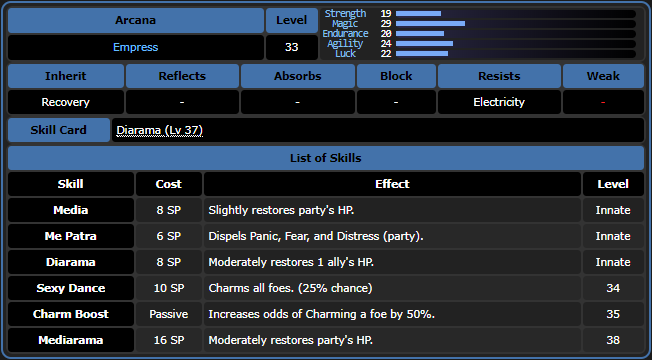 Arcana Level
Empress 33
Strength 19
Magic 29
Endurance 20
Agility 24
Luck 22
Inherit Reflects Absorbs Block Resists Weak
Recovery - - - Electricity -
Skill Card Diarama (Lv 37)
List of Skills
Skill Cost Effect Level
Media 8 SP Slightly restores party's HP. Innate
Me Patra 6 SP Dispels Panic, Fear, and Distress (party). Innate
Diarama 8 SP Moderately restores 1 ally's HP. Innate
Sexy Dance 10 SP Charms all foes. (25% chance) 34
Charm Boost Passive Increases odds of Charming a foe by 50%. 35
Mediarama 16 SP Moderately restores party's HP. 38